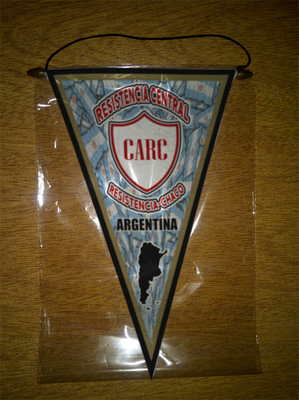 RESISTENCIA CENTRAL
CARC
RESISTENCIA-CHACO
ARGENTINA